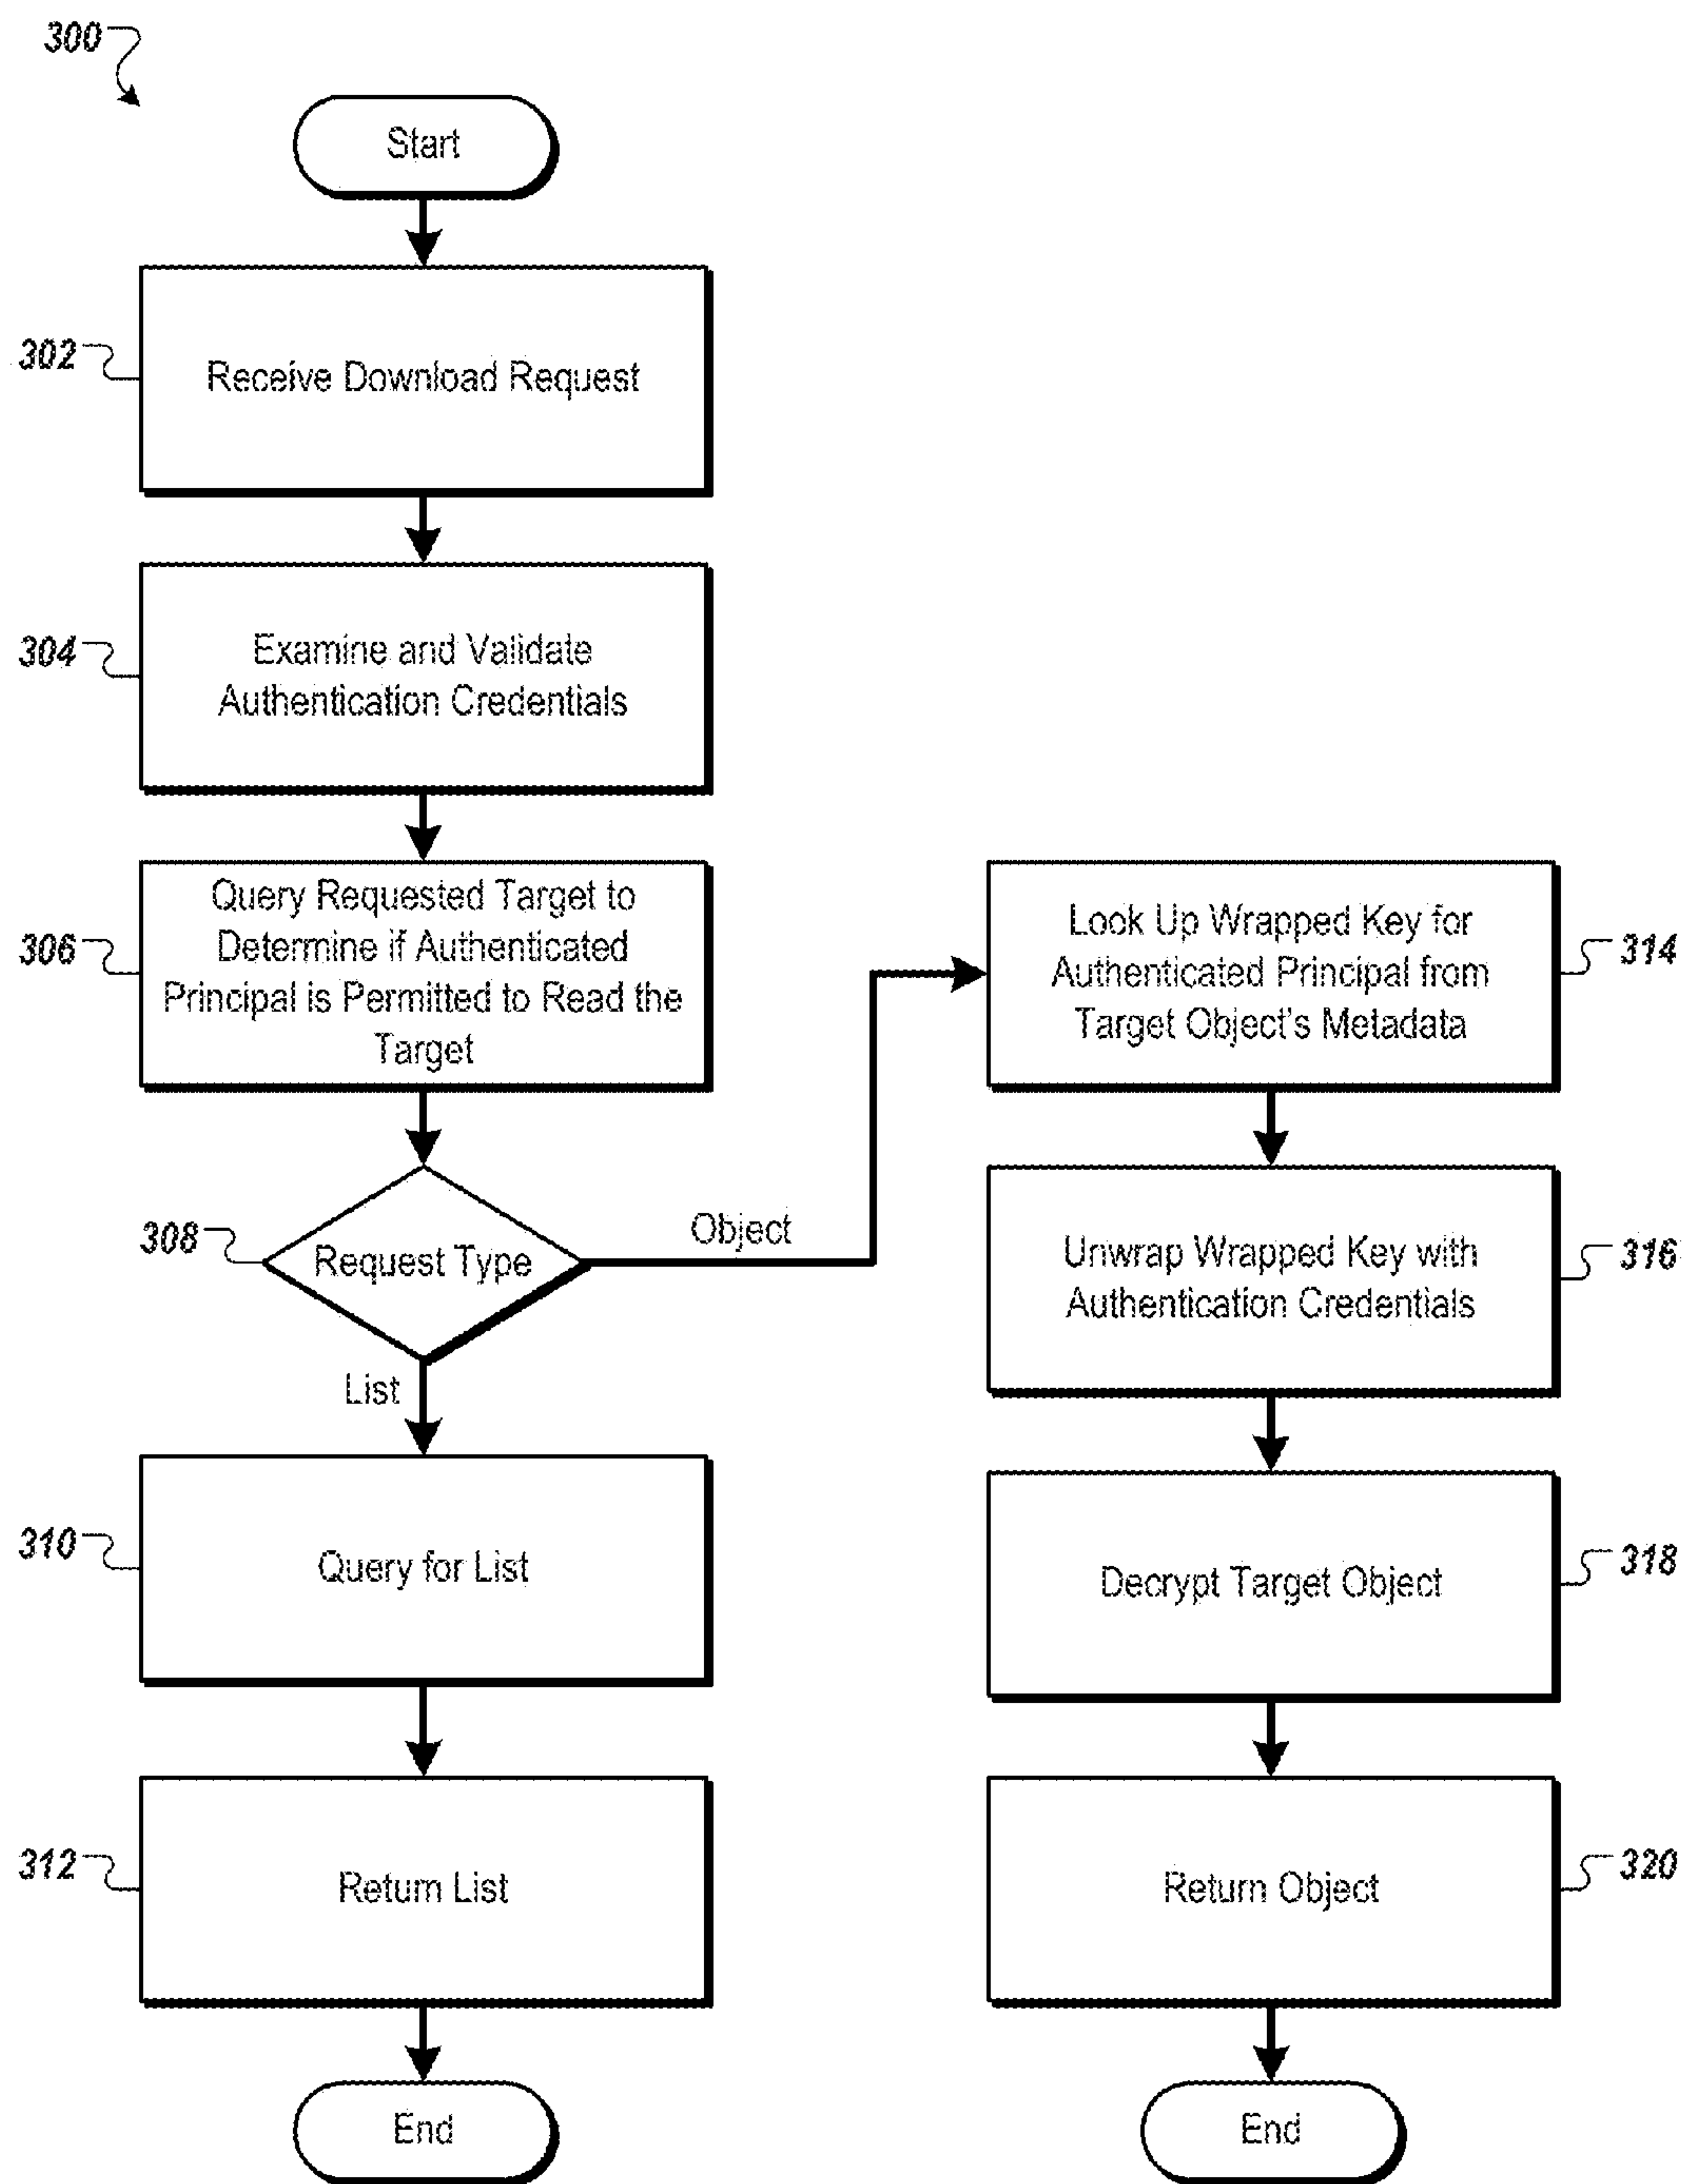 300
Start
302
Receive Download Request
304
Examine and Validate
Authentication Credentials
306
Query Requested Target to
Determine if Authenticated
Principal is Permitted to Read the
Target
308
Request Type
Object
List
310
Query for List
312
Return List
End
314
Look Up Wrapped Key for
Authenticated Principal from
Target Object's Metadata
316
Unwrap Wrapped Key with
Authentication Credentials
318
Decrypt Target Object
320
Return Object
End